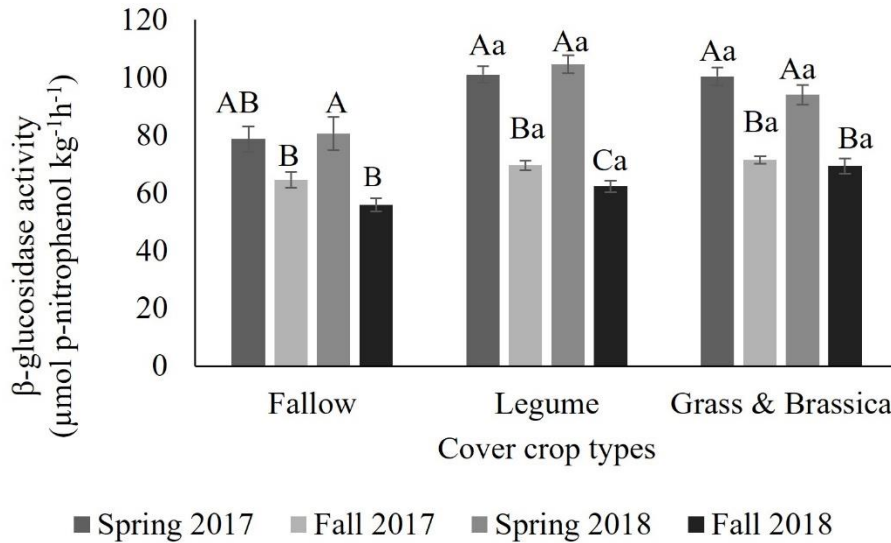 β-glucosidase activity
(μmol p-nitrophenol kg⁻¹h⁻¹)
120
100
80
60
40
20
0
AB
B
A
B
Aa
Ba
Aa
Ca
Aa
Ba
Aa
Ba
Fallow
Legume
Grass & Brassica
Cover crop types
Spring 2017
Fall 2017
Spring 2018
Fall 2018